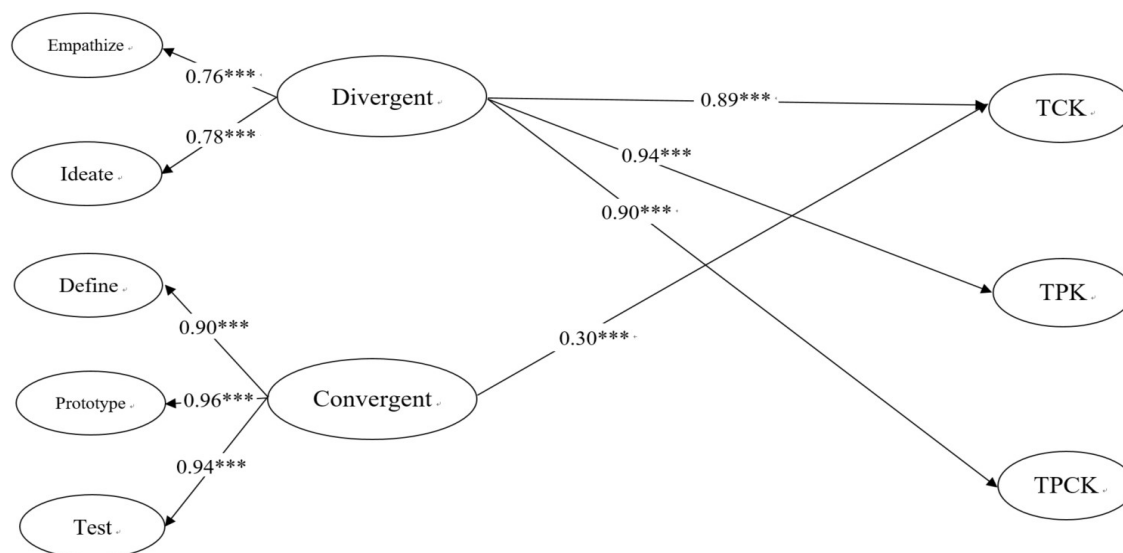 Empathize
0.76***
Divergent
0.89***
TCK
0.78***
Ideate
0.94***
0.90***
Define
TPK
0.90***
0.30***
Prototype
0.96***
Convergent
0.94***
TPCK
Test